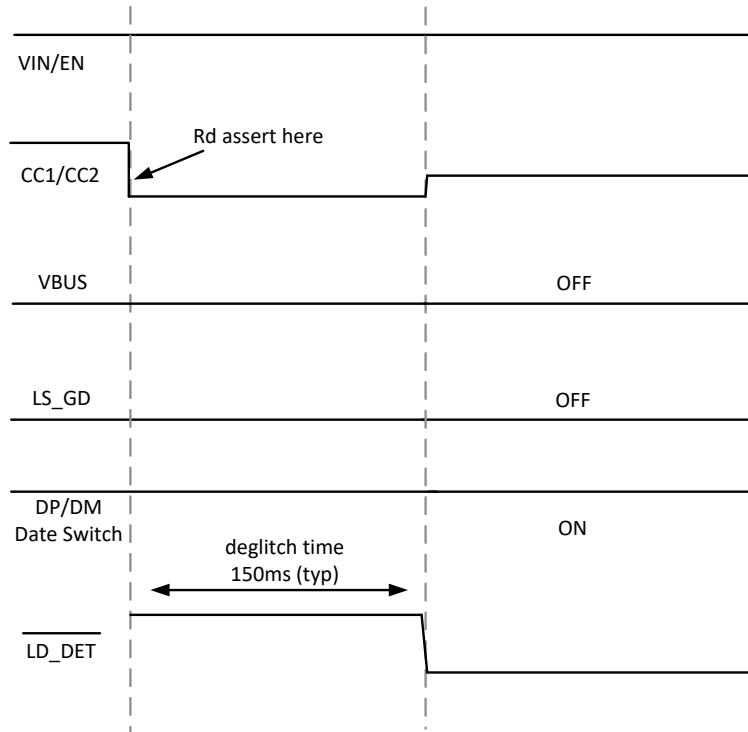 VIN/EN
Rd assert here
CC1/CC2
VBUS
OFF
LS_GD
OFF
DP/DM
Date Switch
ON
deglitch time
150ms (typ)
LD_DET